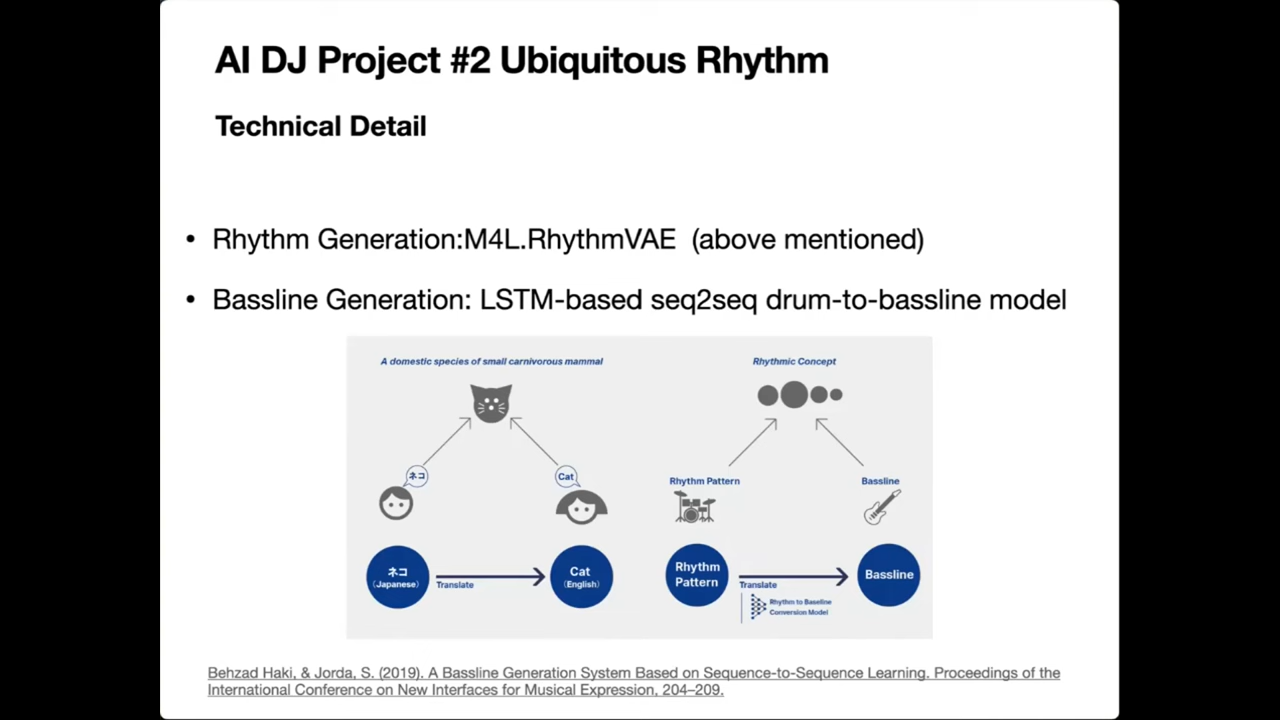 AI DJ Project #2 Ubiquitous Rhythm
Technical Detail
• Rhythm Generation:M4L.RhythmVAE (above mentioned)
• Bassline Generation: LSTM-based seq2seq drum-to-bassline model
A domestic species of small carnivorous mammal
ネコ
Cat
ネコ
(Japanese)
Translate
Cat
(English)
Rhythmic Concept
Rhythm Pattern
Bassline
Rhythm
Pattern
Translate
Bassline
Rhythm to Baseline
Conversion Model
Behzad Haki, & Jorda, S. (2019). A Bassline Generation System Based on Sequence-to-Sequence Learning. Proceedings of the
International Conference on New Interfaces for Musical Expression, 204–209.